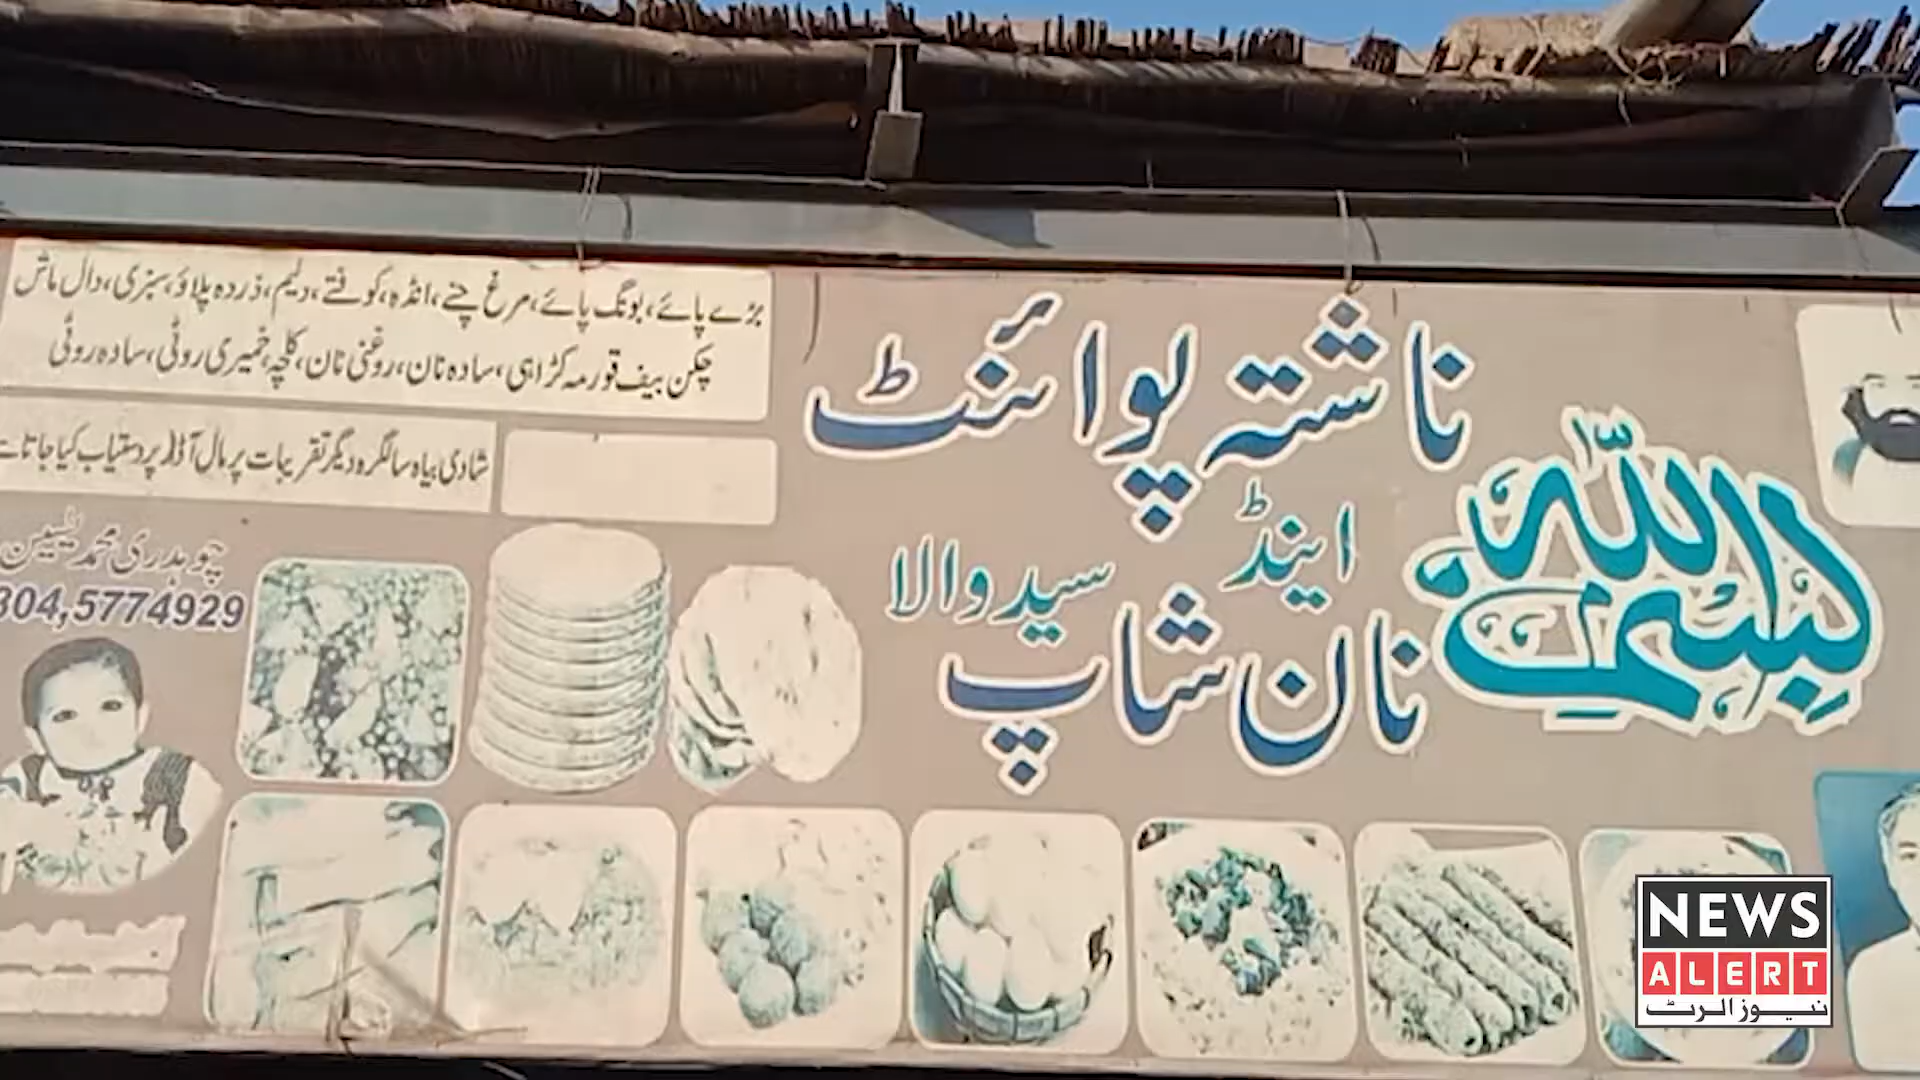 بسم اللہ
ناشتہ پوائنٹ
اینڈ
سید والا
نان شاپ
بڑے پائے، بونگ پائے، مرغ چنے، انڈہ، کوفتے، دلیم، زردہ پلاؤ، سبزی، دال ماش
چکن بیف قورمہ کڑاہی، سادہ نان، روغنی نان، کلچہ، خمیری روٹی، سادہ روٹی
شادی بیاہ سالگرہ دیگر تقریبات پر مال آڈر پر دستیاب کیا جاتا ہے
چوہدری محمد یٰسین
304,5774929
NEWS
ALERT
نیوز الرٹ